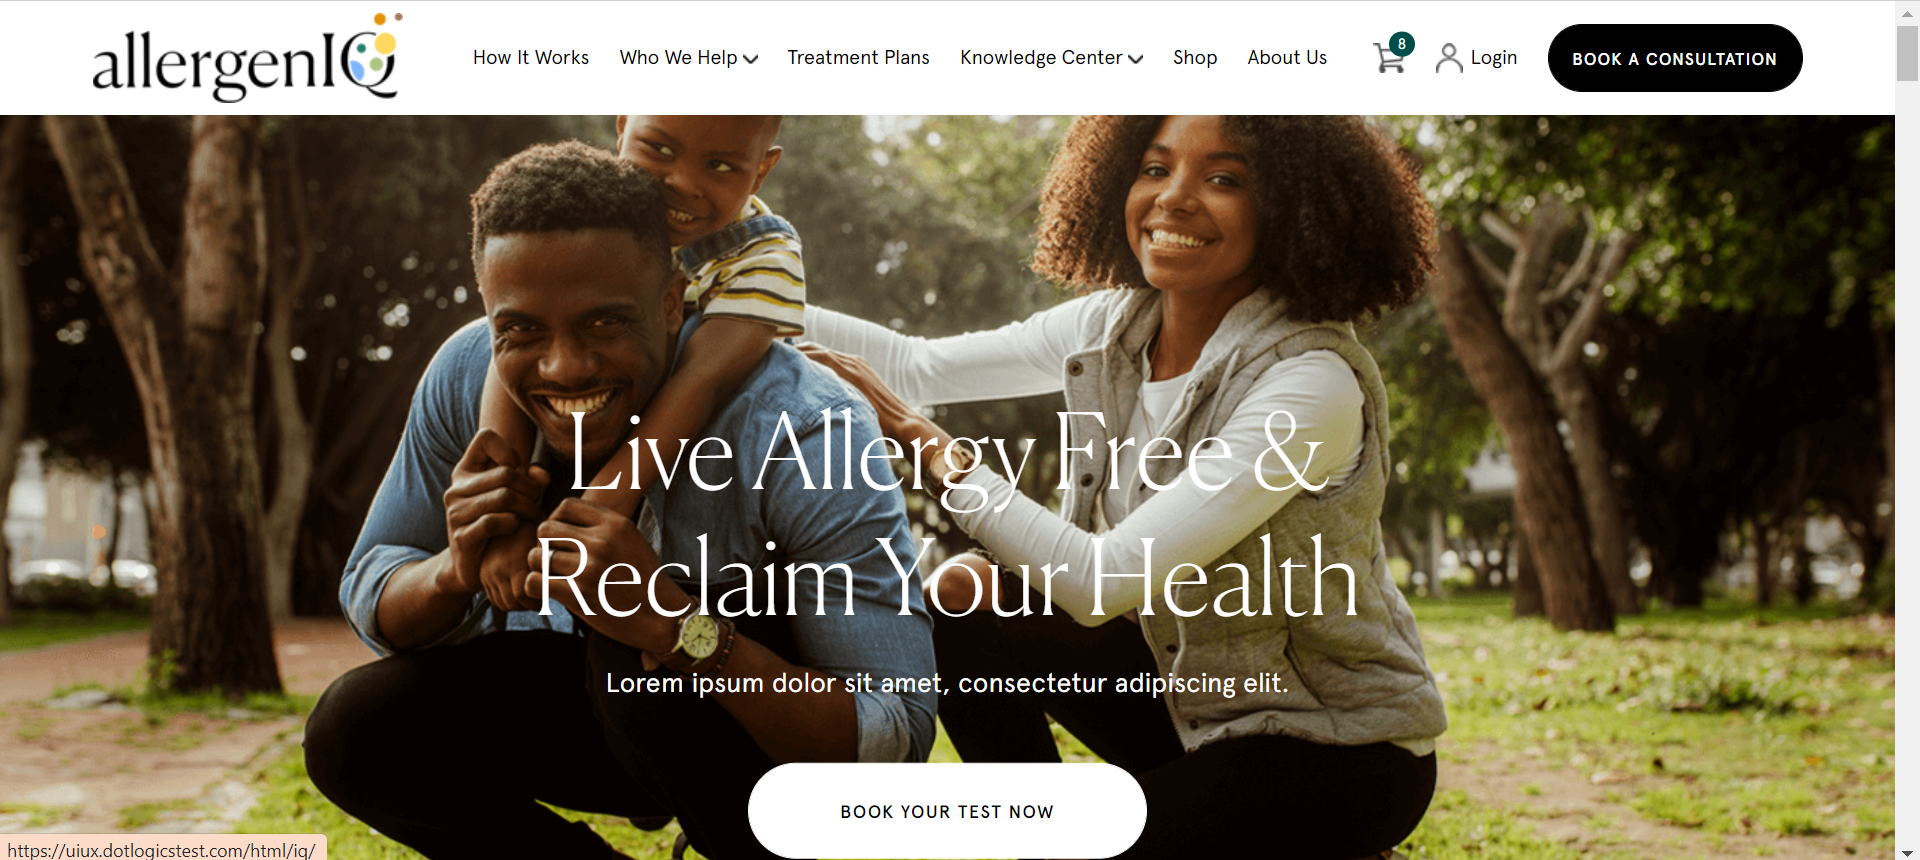 allergenIQ
How It Works Who We Help Treatment Plans Knowledge Center Shop About Us 8 Login BOOK A CONSULTATION
Live Allergy Free &
Reclaim Your Health
Lorem ipsum dolor sit amet, consectetur adipiscing elit.
BOOK YOUR TEST NOW
https://uiux.dotlogicstest.com/html/iq/